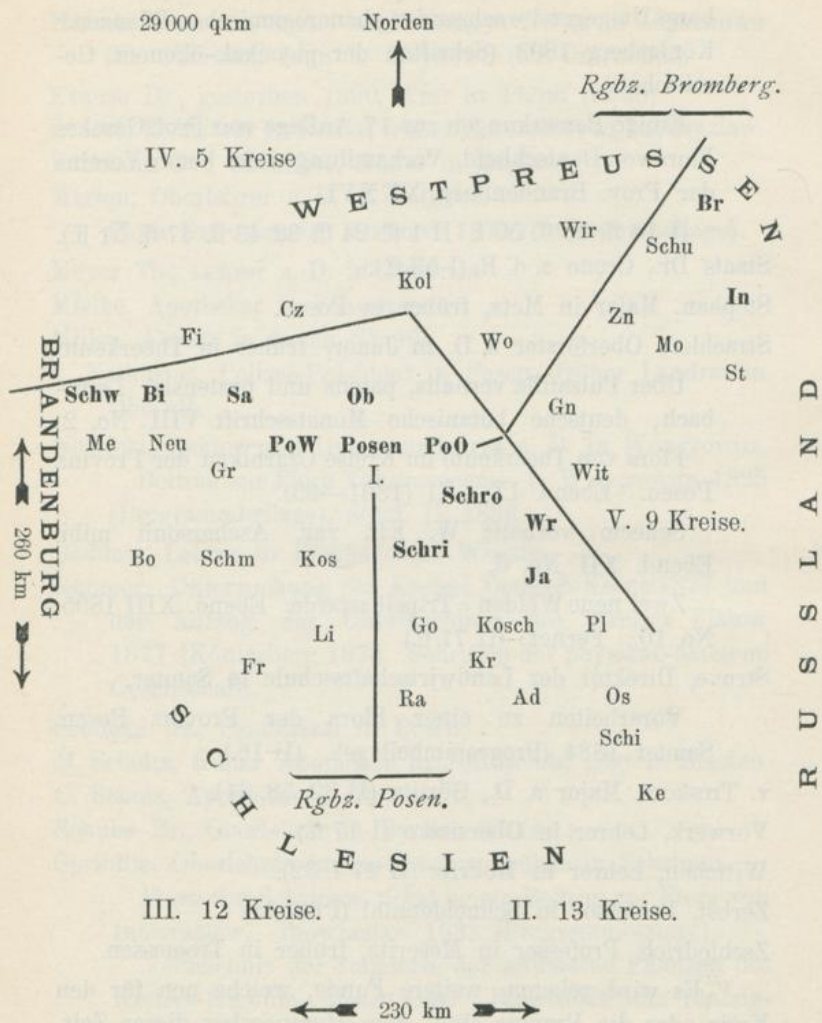 29 000 qkm
Norden
Rgbz. Bromberg.
IV. 5 Kreise
WESTPREUSSEN
Br
Wir
Schu
Kol
In
Cz
Zn
Fi
Wo
Mo
St
BRANDENBURG
Schw Bi Sa Ob
Gn
RUSSLAND
Me Neu PoW Posen PoO
Gr
I
Wit
Schro
Wr
V. 9 Kreise.
260 km
Bo Schm Kos
Schri
Ja
Li
Go Kosch Pl
Fr
Kr
Ra Ad Os
Schi
SCHLESIEN
Rgbz. Posen.
Ke
III. 12 Kreise.
II. 13 Kreise.
230 km